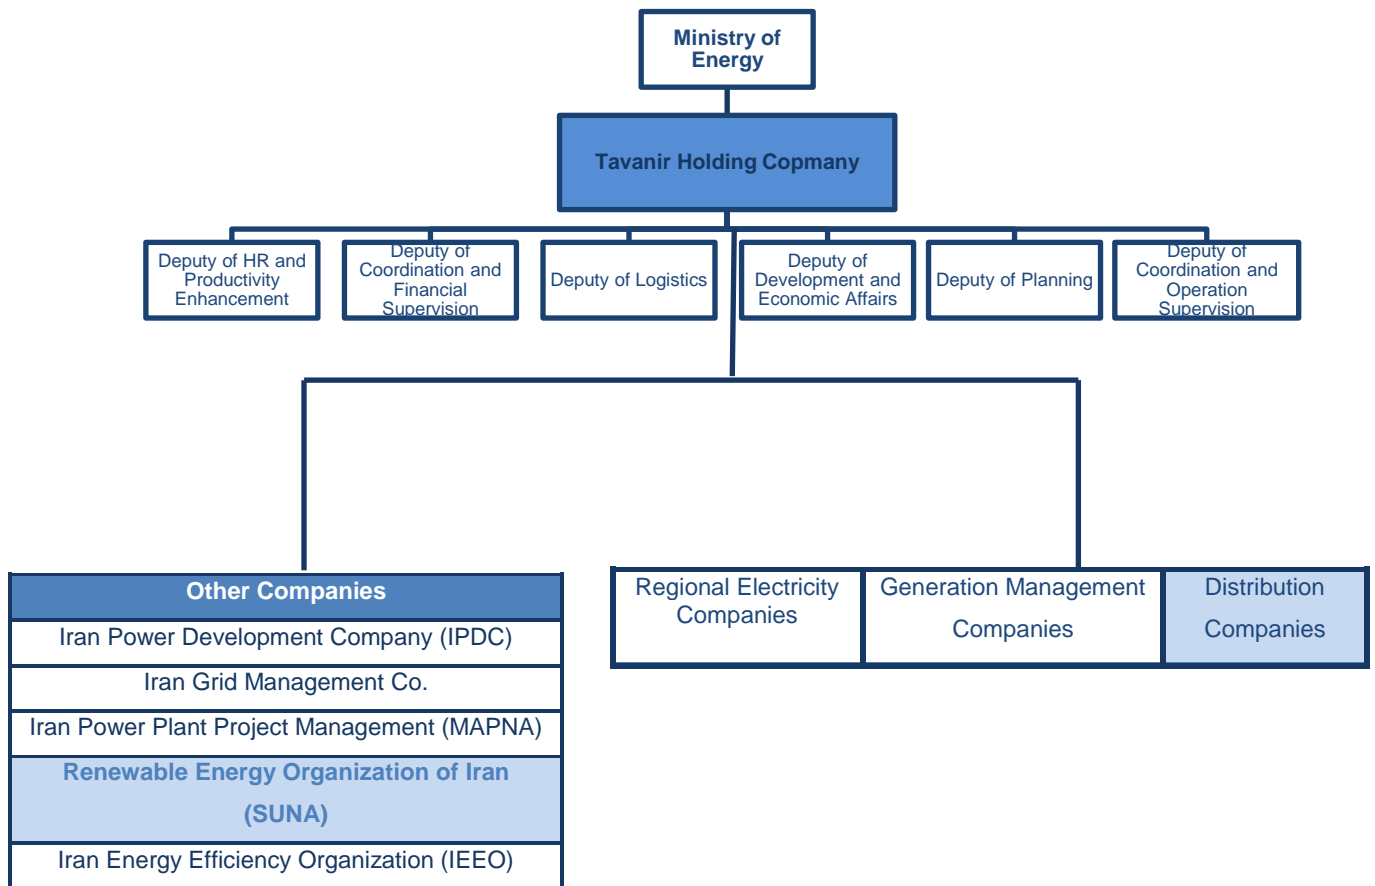 Ministry of
Energy
Tavanir Holding Copmany
Deputy of HR and
Productivity
Enhancement
Deputy of
Coordination and
Financial
Supervision
Deputy of Logistics
Deputy of
Development and
Economic Affairs
Deputy of Planning
Deputy of
Coordination and
Operation
Supervision
Other Companies
Iran Power Development Company (IPDC)
Iran Grid Management Co.
Iran Power Plant Project Management (MAPNA)
Renewable Energy Organization of Iran
(SUNA)
Iran Energy Efficiency Organization (IEEO)
Regional Electricity
Companies
Generation Management
Companies
Distribution
Companies